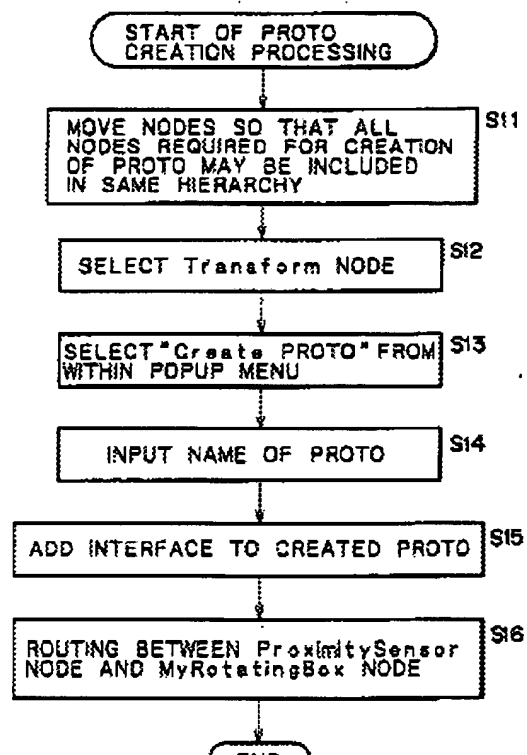 START OF PROTO
CREATION PROCESSING
S11
MOVE NODES SO THAT ALL
NODES REQUIRED FOR CREATION
OF PROTO MAY BE INCLUDED
IN SAME HIERARCHY
S12
SELECT Transform NODE
S13
SELECT "Create PROTO" FROM
WITHIN POPUP MENU
S14
INPUT NAME OF PROTO
S15
ADD INTERFACE TO CREATED PROTO
S16
ROUTING BETWEEN ProximitySensor
NODE AND MyRotatingBox NODE
END